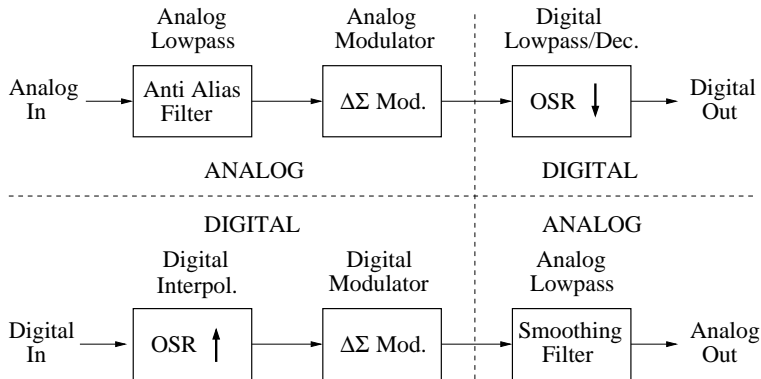 Analog Lowpass
Analog Modulator
Digital Lowpass/Dec.
Analog In
Anti Alias Filter
ΔΣ Mod.
OSR
Digital Out
ANALOG
DIGITAL
DIGITAL
ANALOG
Digital Interpol.
Digital Modulator
Analog Lowpass
Digital In
OSR
ΔΣ Mod.
Smoothing Filter
Analog Out